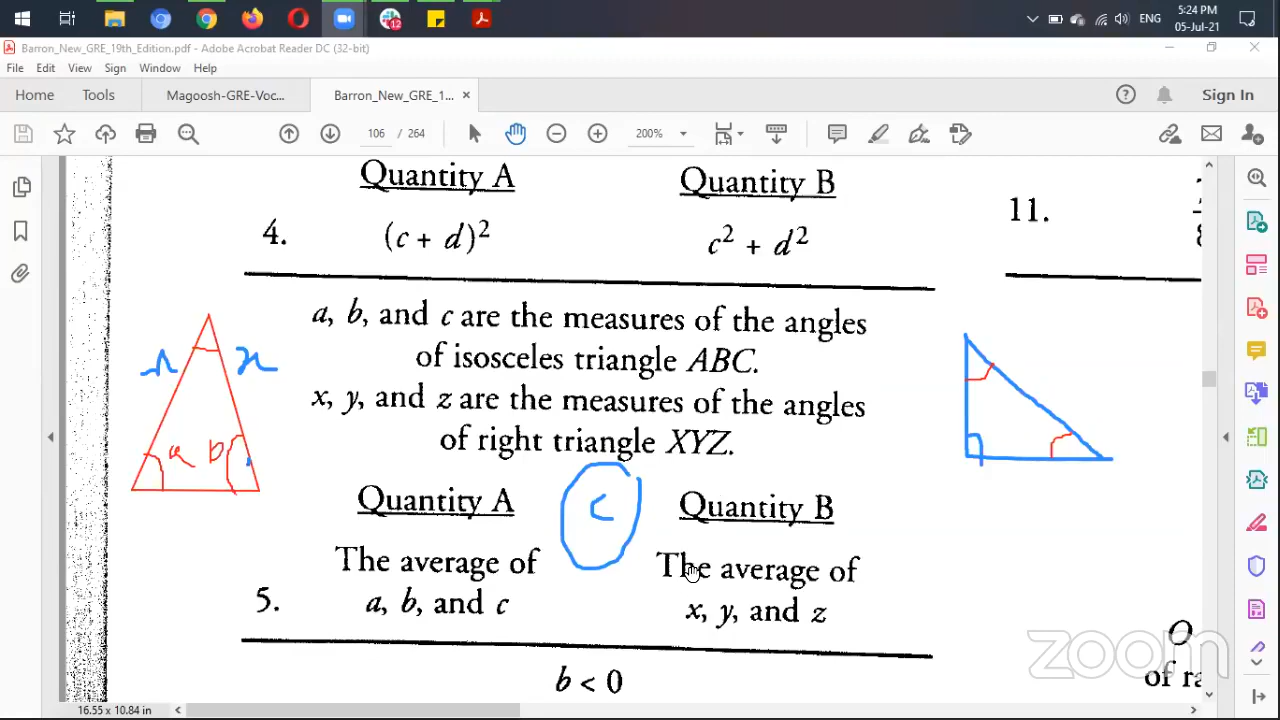 12
ENG
5:24 PM
05-Jul-21
Barron_New_GRE_19th_Edition.pdf - Adobe Acrobat Reader DC (32-bit)
File Edit View Sign Window Help
Home Tools Magoosh-GRE-Voc... Barron_New_GRE_1... × Sign In
106 / 264 200%
Quantity A Quantity B
4. (c + d)² c² + d² 11.
8
a, b, and c are the measures of the angles
of isosceles triangle ABC.
x, y, and z are the measures of the angles
of right triangle XYZ.
x
a b
C
Quantity A Quantity B
The average of The average of
5. a, b, and c x, y, and z
O
zoom
b < 0 of ra
16.55 x 10.84 in